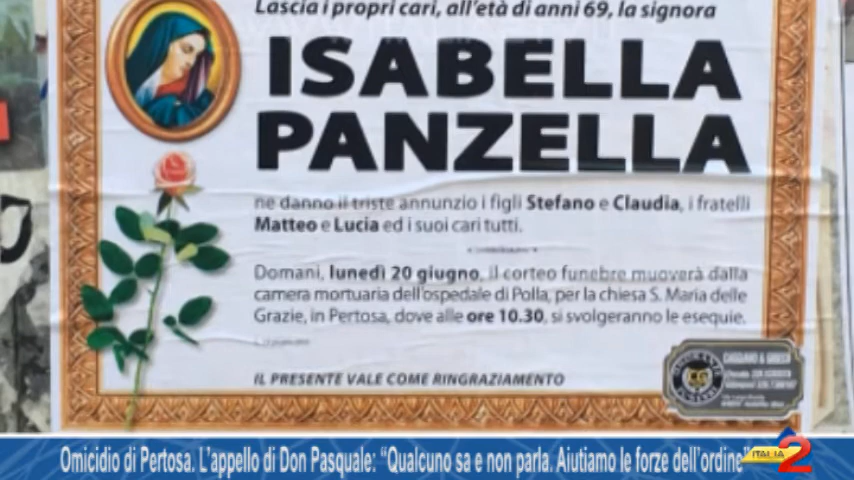 Lascia i propri cari, all'età di anni 69, la signora
ISABELLA
PANZELLA
ne danno il triste annunzio i figli Stefano e Claudia, i fratelli
Matteo e Lucia ed i suoi cari tutti.
Domani, lunedì 20 giugno, il corteo funebre muoverà dalla
camera mortuaria dell'ospedale di Polla, per la chiesa S. Maria delle
Grazie, in Pertosa, dove alle ore 10.30, si svolgeranno le esequie.
IL PRESENTE VALE COME RINGRAZIAMENTO
Omicidio di Pertosa. L'appello di Don Pasquale: “Qualcuno sa e non parla. Aiutiamo le forze dell'ordine”
ITALIA 2